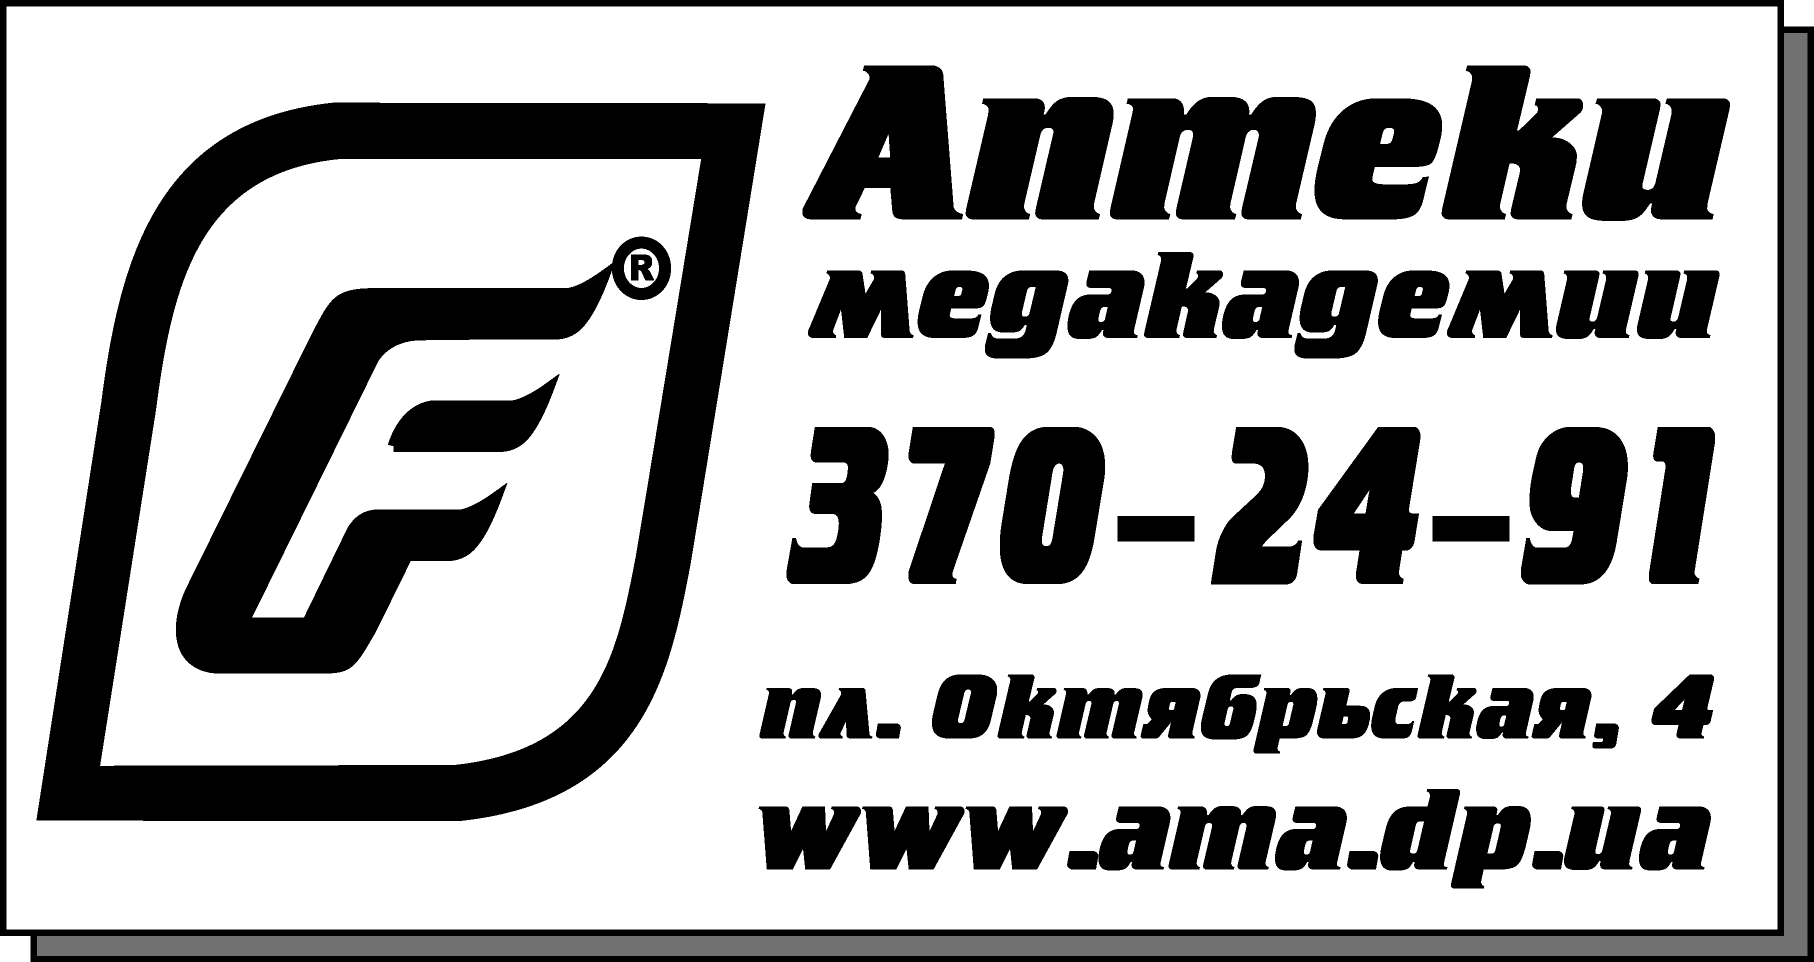 F®
Аптеки
медакадемии
370-24-91
пл. Октябрьская, 4
www.ama.dp.ua